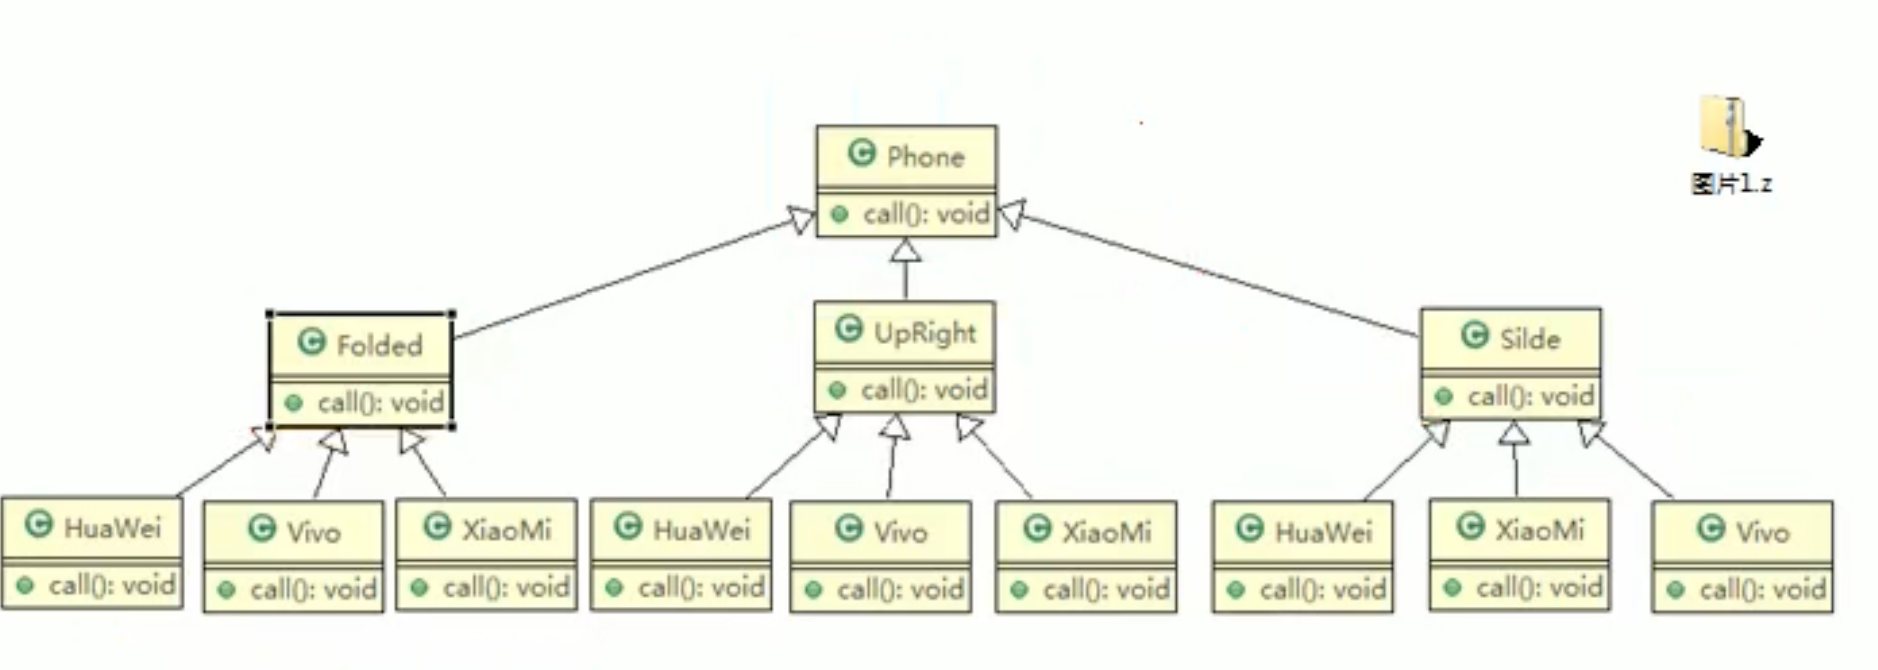 Phone
call(): void
图片1.z
Folded
call(): void
UpRight
call(): void
Silde
call(): void
HuaWei
call(): void
Vivo
call(): void
XiaoMi
call(): void
HuaWei
call(): void
Vivo
call(): void
XiaoMi
call(): void
HuaWei
call(): void
XiaoMi
call(): void
Vivo
call(): void